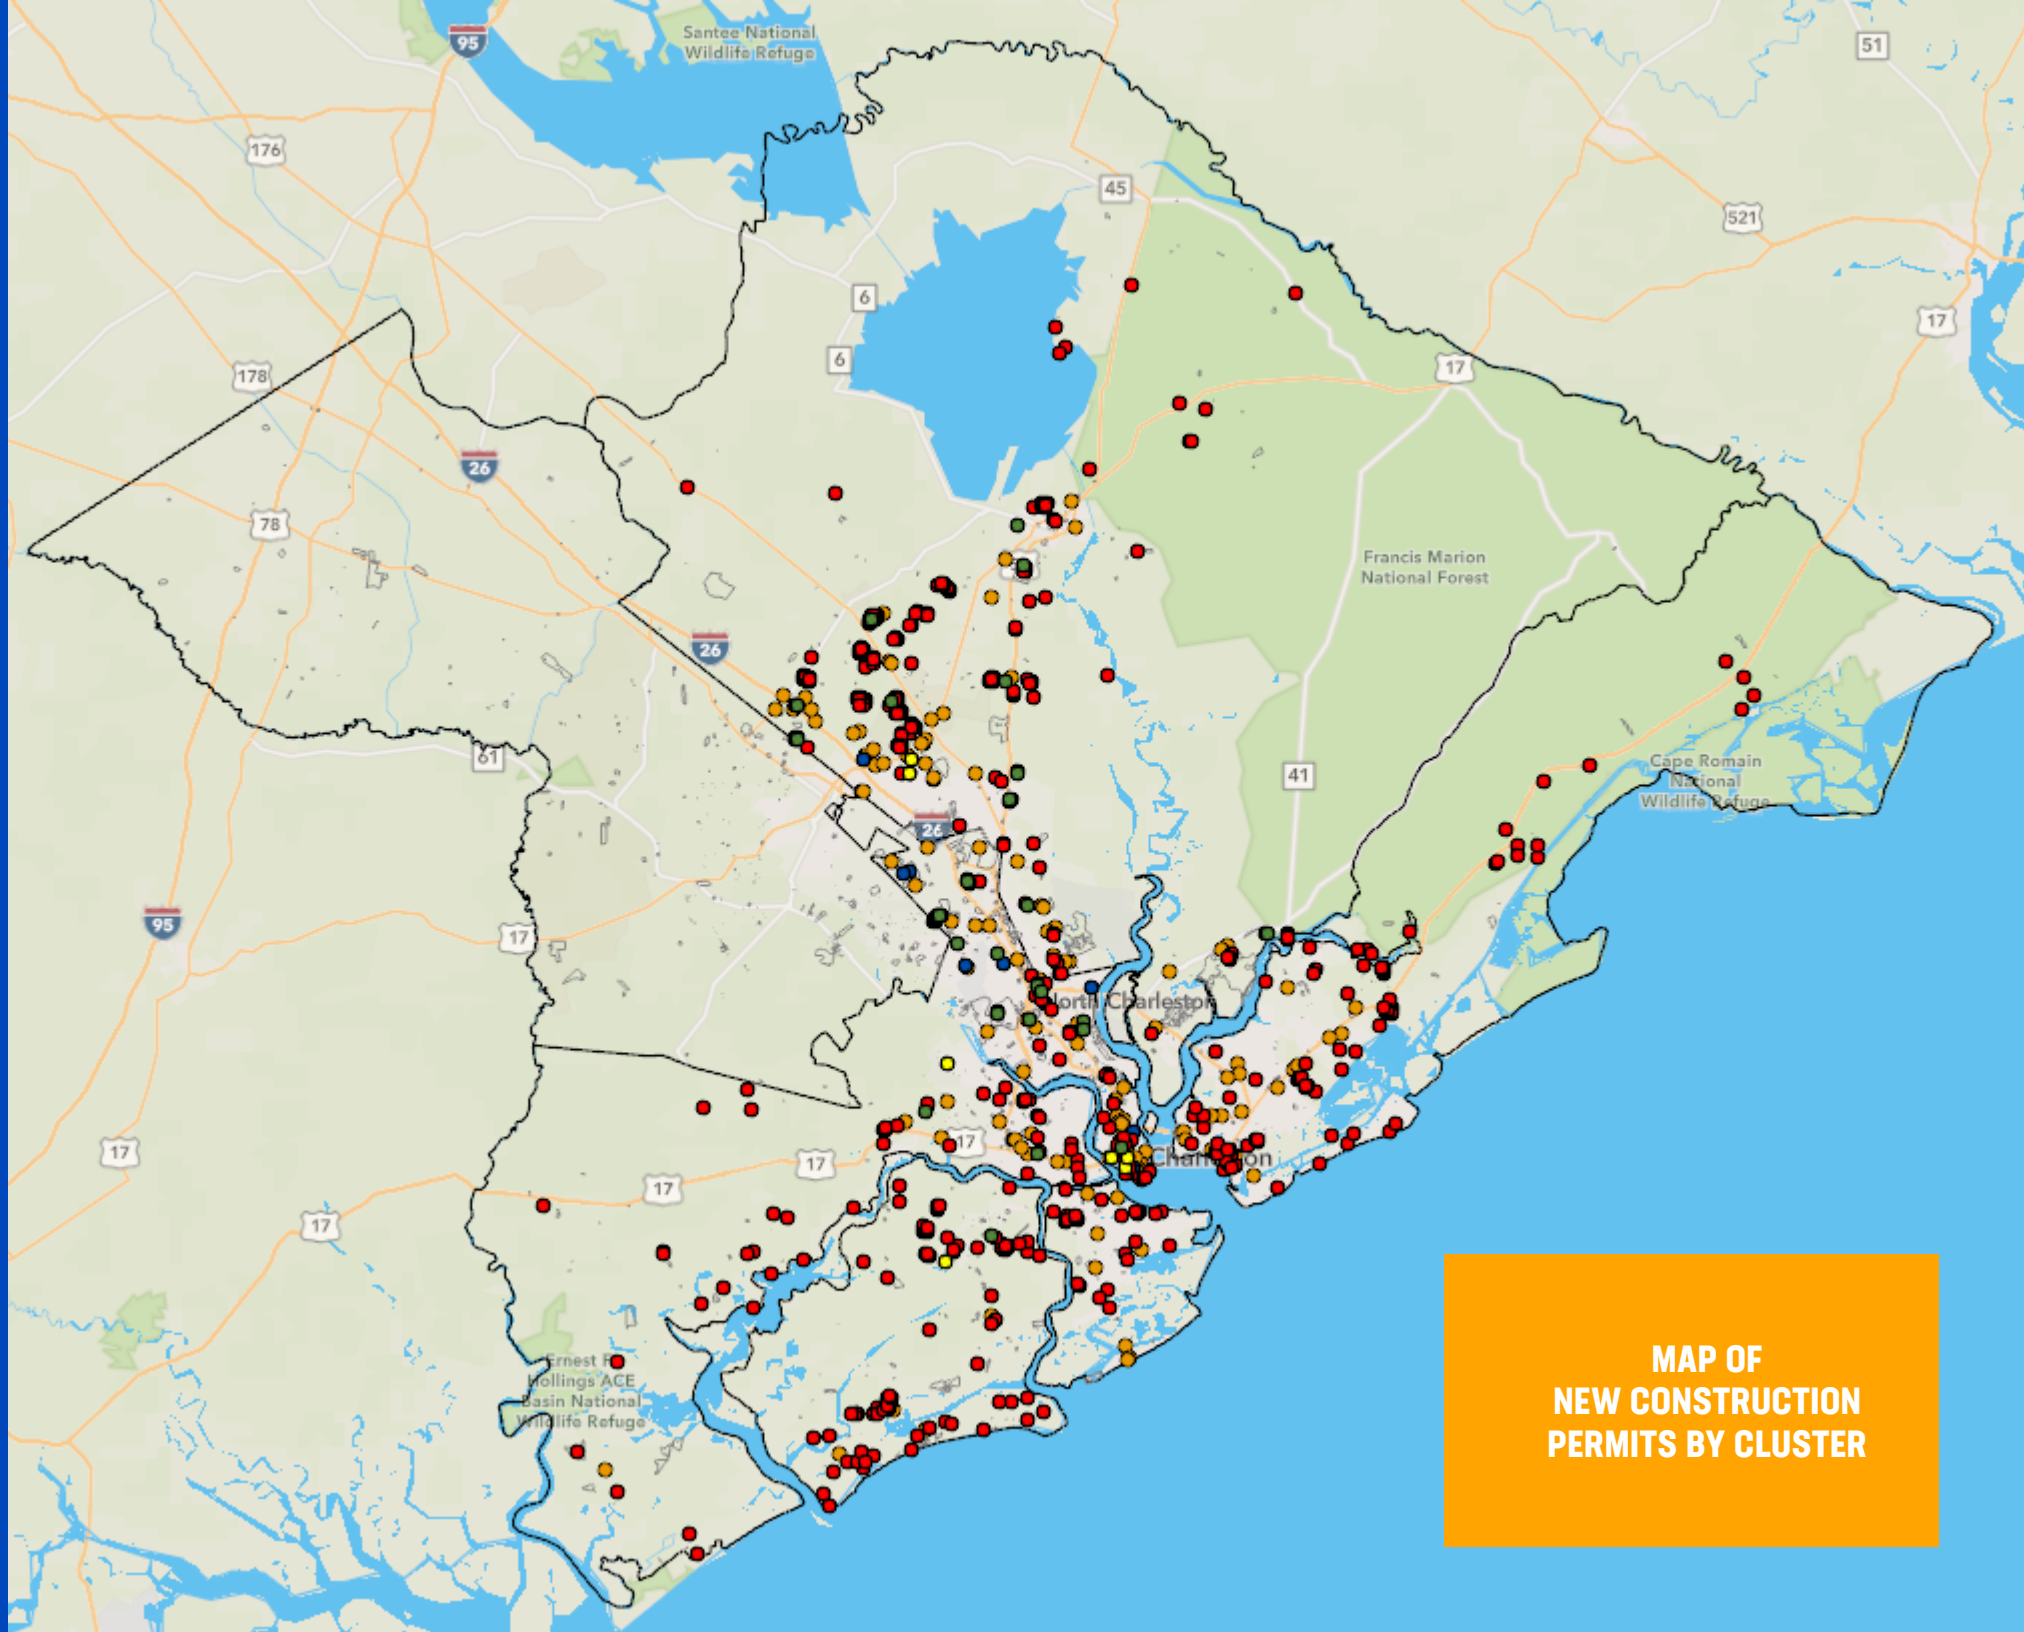 Santee National
Wildlife Refuge
95
51
176
45
521
6
17
6
17
178
26
78
Francis Marion
National Forest
26
61
41
Cape Romain
National
Wildlife Refuge
26
95
17
North Charleston
17
17
17
Charleston
17
17
Ernest F.
Hollings ACE
Basin National
Wildlife Refuge
MAP OF
NEW CONSTRUCTION
PERMITS BY CLUSTER